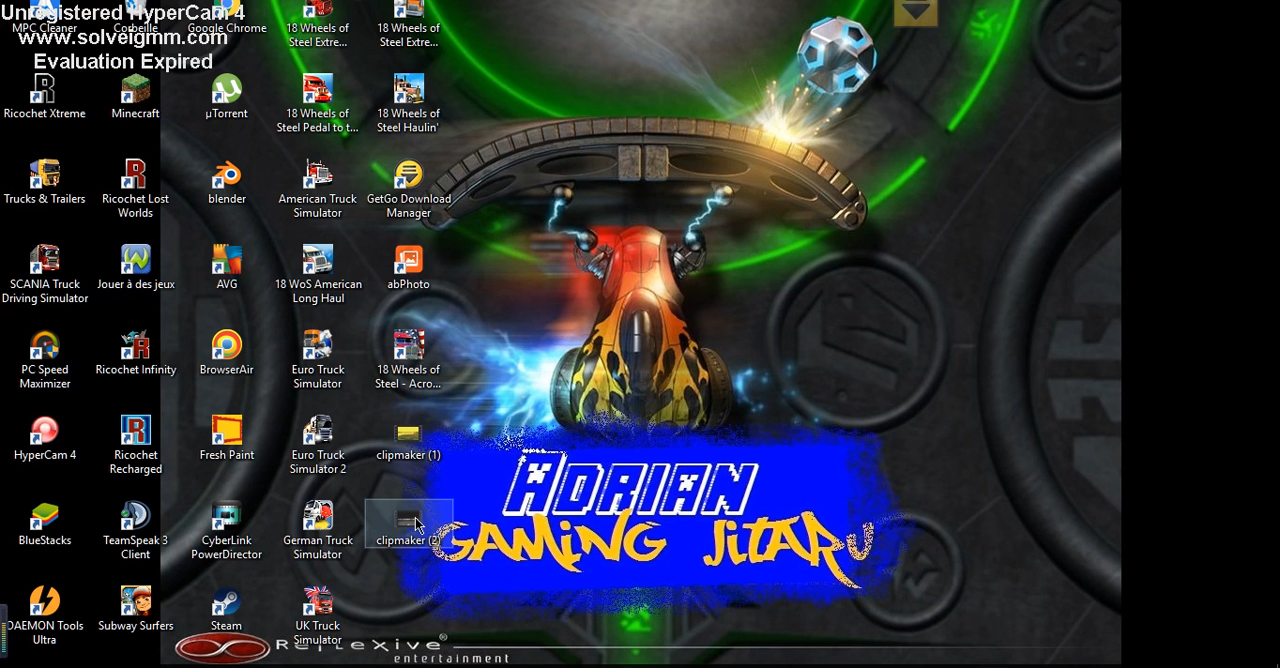 Unregistered HyperCam 4
www.solveigmm.com
Evaluation Expired
MPC Cleaner
Corbeille
Google Chrome
18 Wheels of
Steel Extre...
18 Wheels of
Steel Extre...
Ricochet Xtreme
Minecraft
µTorrent
18 Wheels of
Steel Pedal to t...
18 Wheels of
Steel Haulin'
Trucks & Trailers
Ricochet Lost
Worlds
blender
American Truck
Simulator
GetGo Download
Manager
SCANIA Truck
Driving Simulator
Jouer à des jeux
AVG
18 WoS American
Long Haul
abPhoto
PC Speed
Maximizer
Ricochet Infinity
BrowserAir
Euro Truck
Simulator
18 Wheels of
Steel - Acro...
HyperCam 4
Ricochet
Recharged
Fresh Paint
Euro Truck
Simulator 2
clipmaker (1)
BlueStacks
TeamSpeak 3
Client
CyberLink
PowerDirector
German Truck
Simulator
clipmaker (2)
DAEMON Tools
Ultra
Subway Surfers
Steam
UK Truck
Simulator
ADRIAN
GAMING JITARU
Reflexive®
entertainment